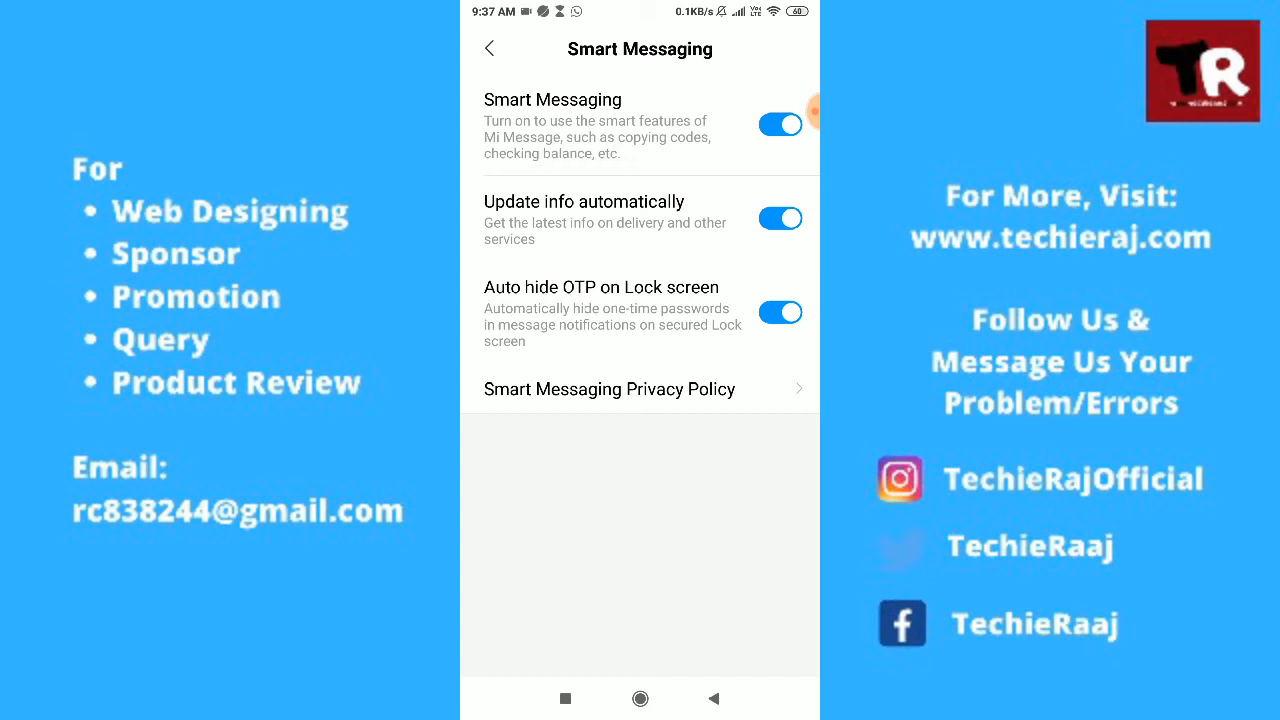 For
• Web Designing
• Sponsor
• Promotion
• Query
• Product Review
Email:
rc838244@gmail.com
9:37 AM
0.1KB/s
Vo
LTE
60
Smart Messaging
Smart Messaging
Turn on to use the smart features of
Mi Message, such as copying codes,
checking balance, etc.
Update info automatically
Get the latest info on delivery and other
services
Auto hide OTP on Lock screen
Automatically hide one-time passwords
in message notifications on secured Lock
screen
Smart Messaging Privacy Policy
TR
For More, Visit:
www.techieraj.com
Follow Us &
Message Us Your
Problem/Errors
TechieRajOfficial
TechieRaaj
TechieRaaj